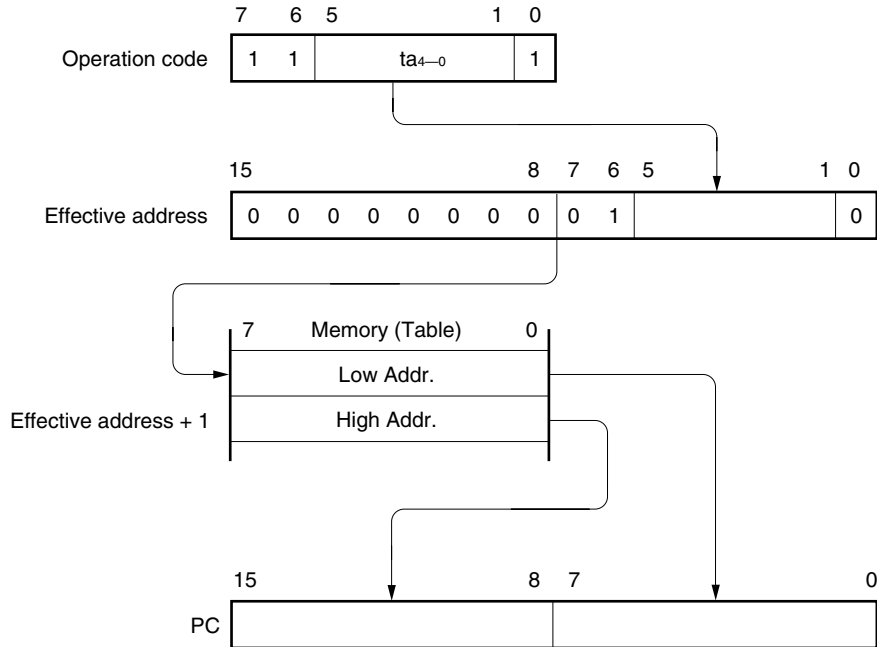 7 6 5 1 0
Operation code 1 1 ta4—0 1
15 8 7 6 5 1 0
Effective address 0 0 0 0 0 0 0 0 0 1 0
7 Memory (Table) 0
Low Addr.
Effective address + 1 High Addr.
15 8 7 0
PC